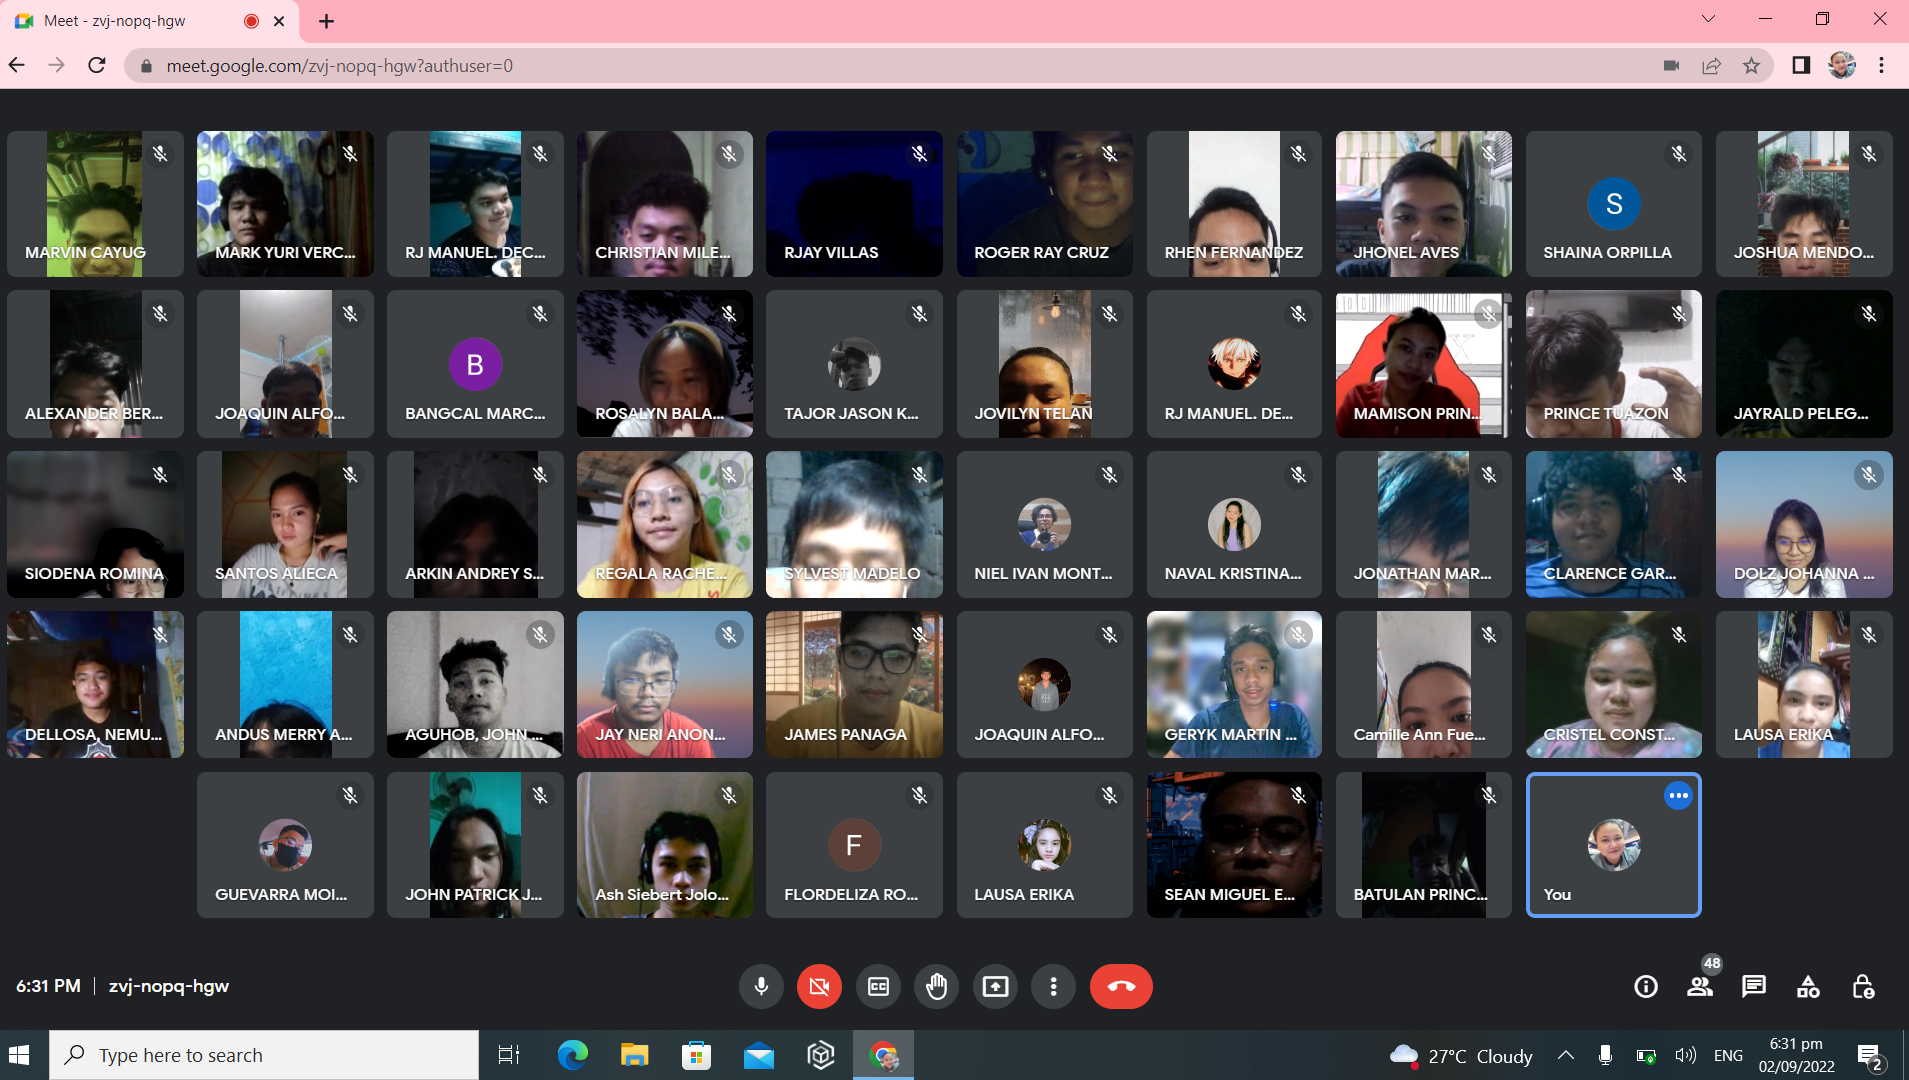 Meet - zvj-nopq-hgw
meet.google.com/zvj-nopq-hgw?authuser=0
MARVIN CAYUG
MARK YURI VERC...
RJ MANUEL. DEC...
CHRISTIAN MILE...
RJAY VILLAS
ROGER RAY CRUZ
RHEN FERNANDEZ
JHONEL AVES
S
SHAINA ORPILLA
JOSHUA MENDO...
ALEXANDER BER...
JOAQUIN ALFO...
B
BANGCAL MARC...
ROSALYN BALA...
TAJOR JASON K...
JOVILYN TELAN
RJ MANUEL. DE...
MAMISON PRIN...
PRINCE TUAZON
JAYRALD PELEG...
SIODENA ROMINA
SANTOS ALIECA
ARKIN ANDREY S...
REGALA RACHE...
SYLVEST MADELO
NIEL IVAN MONT...
NAVAL KRISTINA...
JONATHAN MAR...
CLARENCE GAR...
DOLZ JOHANNA ...
DELLOSA, NEMU...
ANDUS MERRY A...
AGUHOB, JOHN ...
JAY NERI ANON...
JAMES PANAGA
JOAQUIN ALFO...
GERYK MARTIN ...
Camille Ann Fue...
CRISTEL CONST...
LAUSA ERIKA
GUEVARRA MOI...
JOHN PATRICK J...
Ash Siebert Jolo...
F
FLORDELIZA RO...
LAUSA ERIKA
SEAN MIGUEL E...
BATULAN PRINC...
You
6:31 PM | zvj-nopq-hgw
CC
48
Type here to search
27°C Cloudy
ENG
6:31 pm
02/09/2022
2